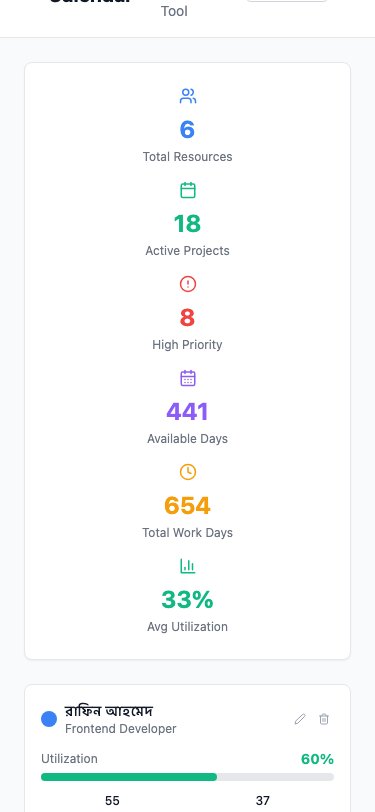 Tool
6
Total Resources
18
Active Projects
8
High Priority
441
Available Days
654
Total Work Days
33%
Avg Utilization
রাফিন আহমেদ
Frontend Developer
Utilization 60%
55 37